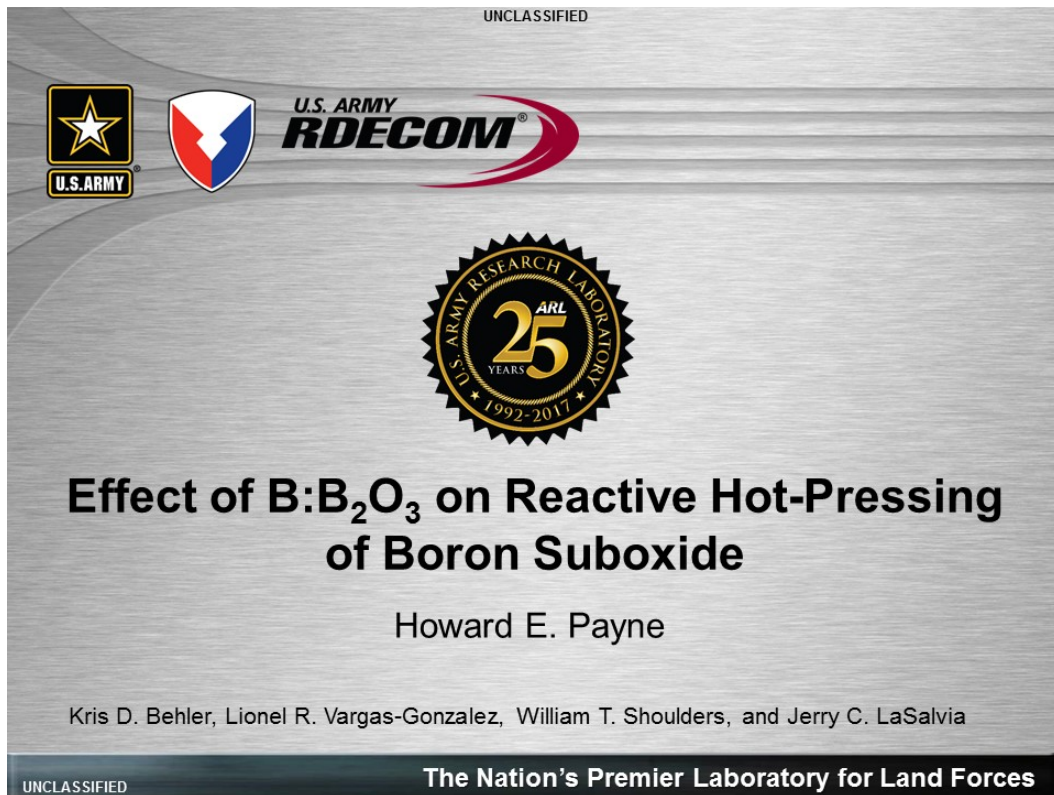 UNCLASSIFIED
U.S. ARMY
RDECOM®
U.S.ARMY
®
U.S. ARMY RESEARCH LABORATORY
ARL
25
YEARS
★ 1992-2017 ★
Effect of B:B₂O₃ on Reactive Hot-Pressing
of Boron Suboxide
Howard E. Payne
Kris D. Behler, Lionel R. Vargas-Gonzalez, William T. Shoulders, and Jerry C. LaSalvia
UNCLASSIFIED
The Nation's Premier Laboratory for Land Forces